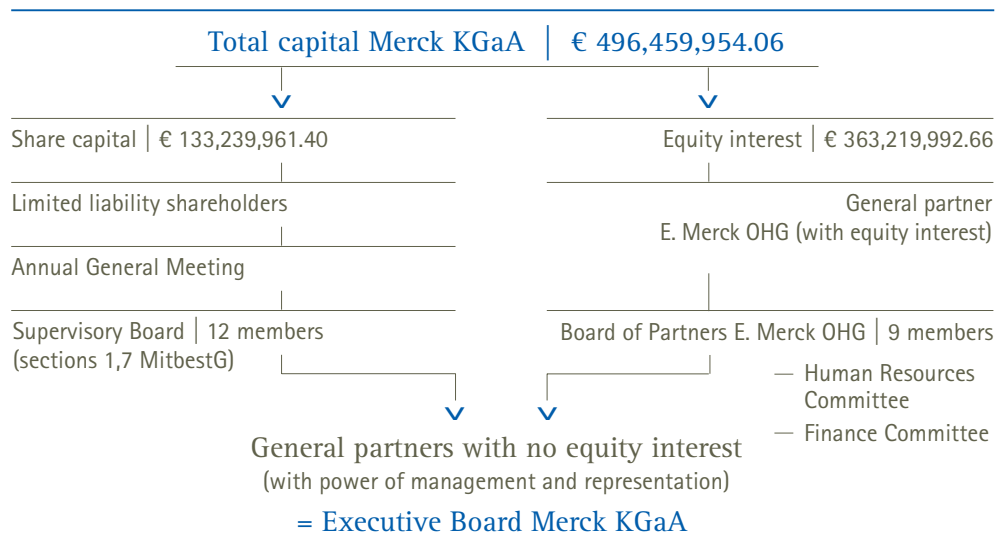 Total capital Merck KGaA | € 496,459,954.06
Share capital | € 133,239,961.40
Equity interest | € 363,219,992.66
Limited liability shareholders
General partner
E. Merck OHG (with equity interest)
Annual General Meeting
Supervisory Board | 12 members
(sections 1,7 MitbestG)
Board of Partners E. Merck OHG | 9 members
— Human Resources
Committee
— Finance Committee
General partners with no equity interest
(with power of management and representation)
= Executive Board Merck KGaA